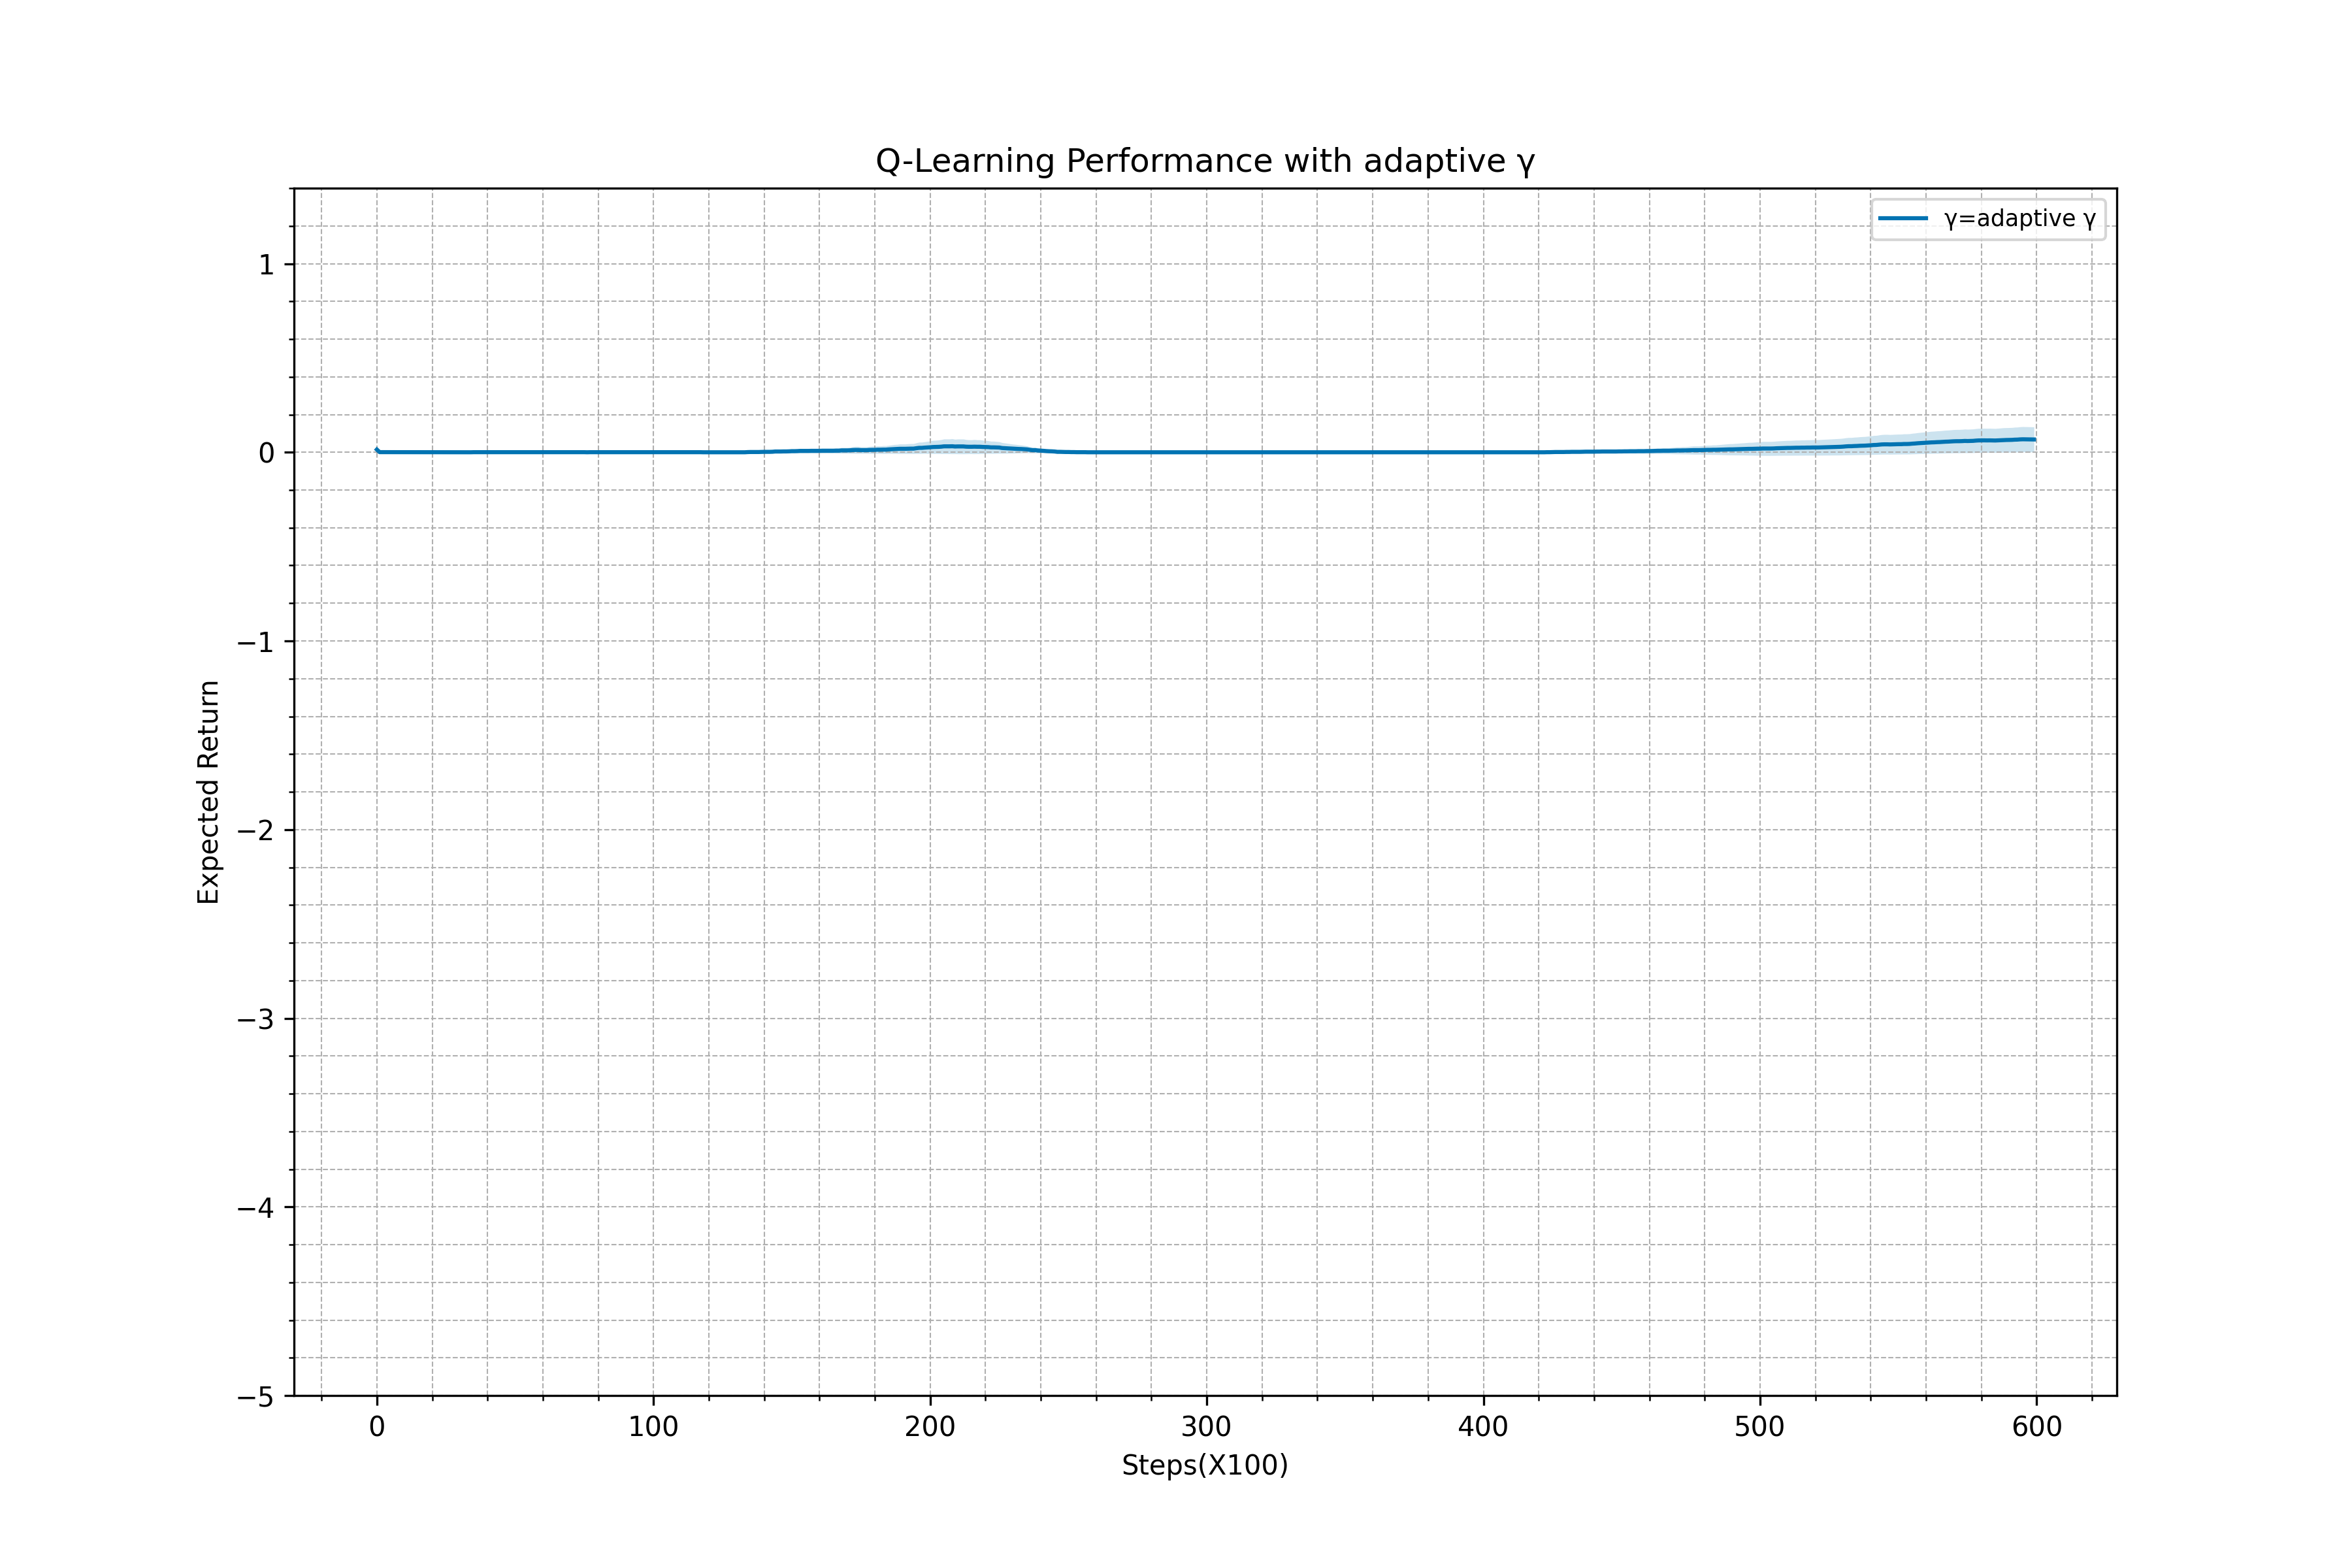 Q-Learning Performance with adaptive γ
γ=adaptive γ
1
0
−1
−2
−3
−4
−5
Expected Return
0 100 200 300 400 500 600
Steps(X100)